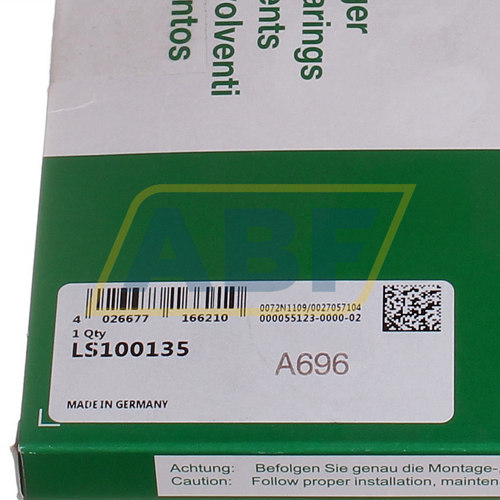 ger
arings
ents
volventi
ntos
ABF
4 026677 166210
0072N1109/0027057104
000055123-0000-02
1 Qty
LS100135
A696
MADE IN GERMANY
Achtung: Befolgen Sie genau die Montage-
Caution: Follow proper installation, mainten